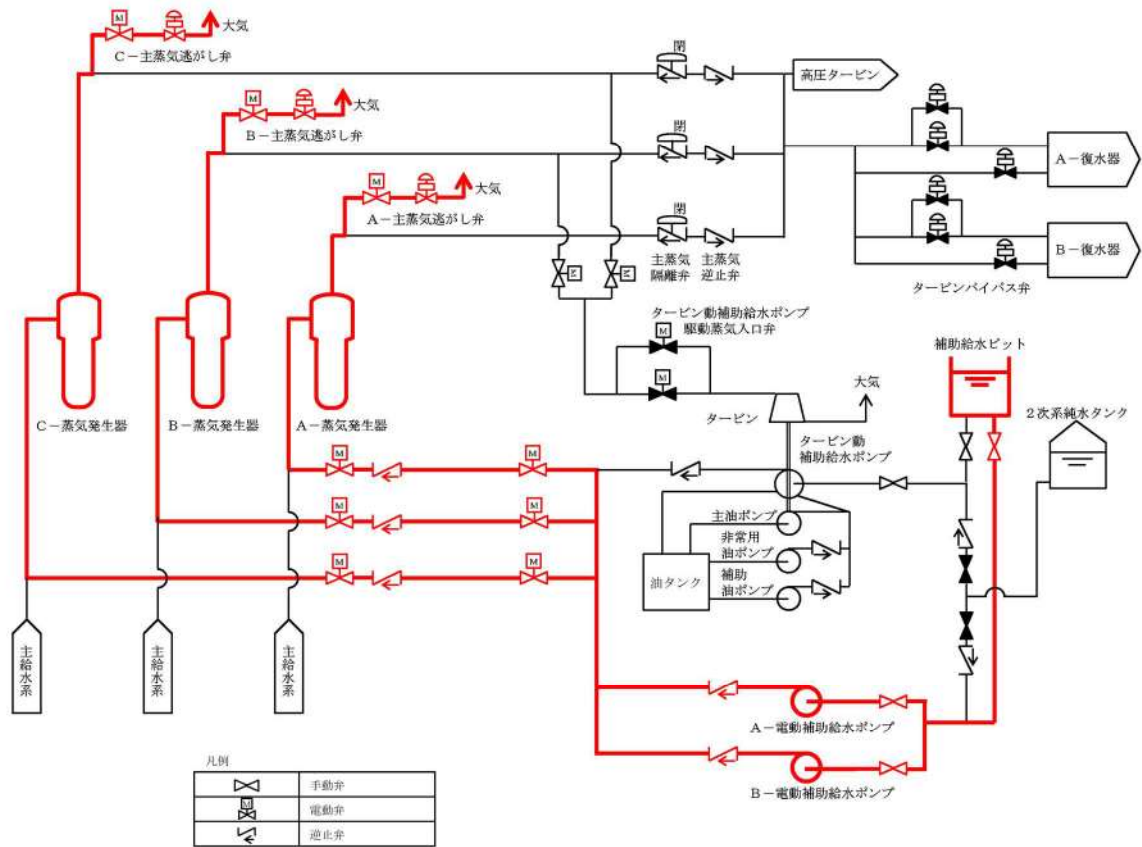 M
大気
C－主蒸気逃がし弁
M
大気
B－主蒸気逃がし弁
M
大気
A－主蒸気逃がし弁
閉
高圧タービン
閉
閉
主蒸気
隔離弁
主蒸気
逆止弁
A－復水器
B－復水器
タービンバイパス弁
M
M
タービン動補助給水ポンプ
駆動蒸気入口弁
M
M
タービン
大気
補助給水ピット
2次系純水タンク
C－蒸気発生器
B－蒸気発生器
A－蒸気発生器
タービン動
補助給水ポンプ
M
M
M
M
M
M
主油ポンプ
非常用
油ポンプ
補助
油ポンプ
油タンク
主給水系
主給水系
主給水系
A－電動補助給水ポンプ
B－電動補助給水ポンプ
凡例
手動弁
M
電動弁
逆止弁